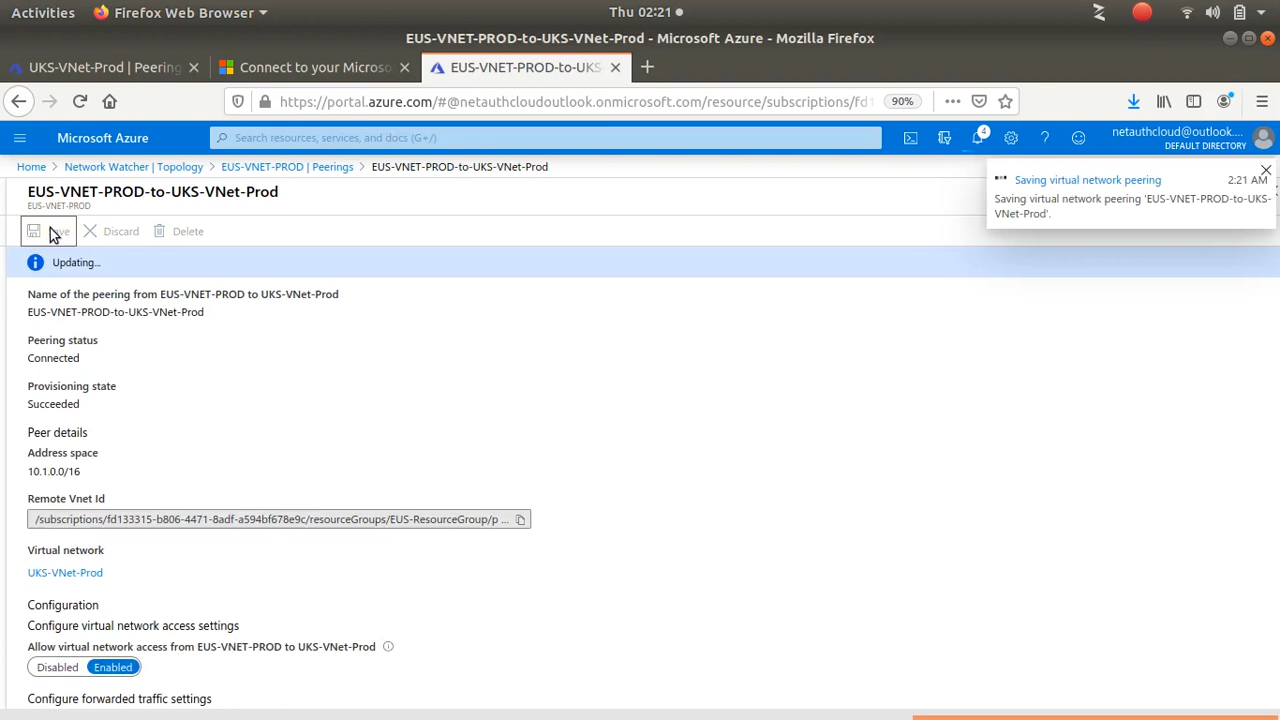 Activities
Firefox Web Browser
Thu 02:21
EUS-VNET-PROD-to-UKS-VNet-Prod - Microsoft Azure - Mozilla Firefox
UKS-VNet-Prod | Peering
Connect to your Microso
EUS-VNET-PROD-to-UKS-
https://portal.azure.com/#@netauthcloudoutlook.onmicrosoft.com/resource/subscriptions/fd1
90%
Microsoft Azure
Search resources, services, and docs (G+/)
4
netauthcloud@outlook....
DEFAULT DIRECTORY
Home > Network Watcher | Topology > EUS-VNET-PROD | Peerings > EUS-VNET-PROD-to-UKS-VNet-Prod
EUS-VNET-PROD-to-UKS-VNet-Prod
EUS-VNET-PROD
Discard
Delete
Saving virtual network peering
2:21 AM
Saving virtual network peering 'EUS-VNET-PROD-to-UKS-
VNet-Prod'.
Updating...
Name of the peering from EUS-VNET-PROD to UKS-VNet-Prod
EUS-VNET-PROD-to-UKS-VNet-Prod
Peering status
Connected
Provisioning state
Succeeded
Peer details
Address space
10.1.0.0/16
Remote Vnet Id
/subscriptions/fd133315-b806-4471-8adf-a594bf678e9c/resourceGroups/EUS-ResourceGroup/p ...
Virtual network
UKS-VNet-Prod
Configuration
Configure virtual network access settings
Allow virtual network access from EUS-VNET-PROD to UKS-VNet-Prod
Disabled
Enabled
Configure forwarded traffic settings